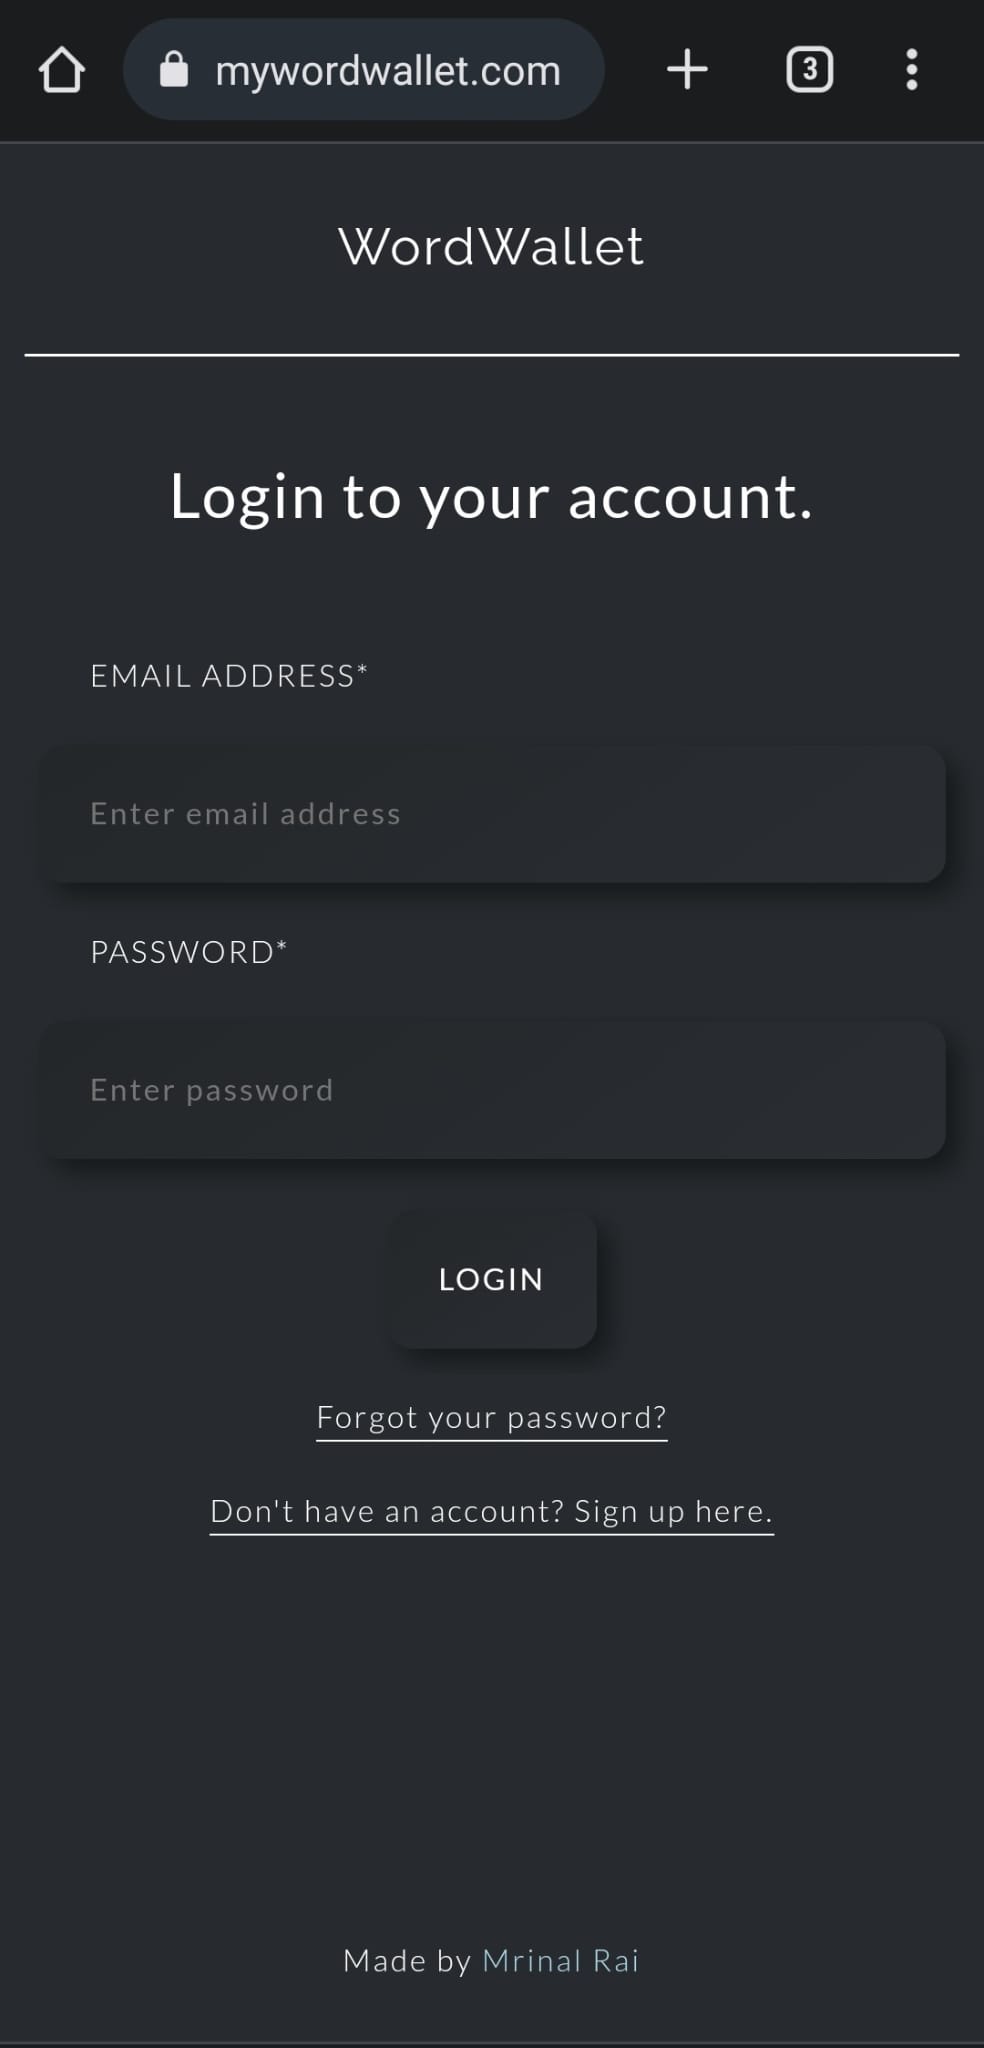 mywordwallet.com
3
WordWallet
Login to your account.
EMAIL ADDRESS*
Enter email address
PASSWORD*
Enter password
LOGIN
Forgot your password?
Don't have an account? Sign up here.
Made by Mrinal Rai